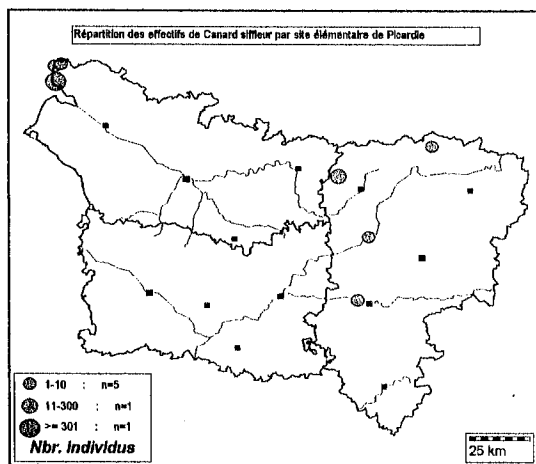 Répartition des effectifs de Canard siffleur par site élémentaire de Picardie
1-10 : n=5
11-300 : n=1
>= 301 : n=1
Nbr. Individus
25 km